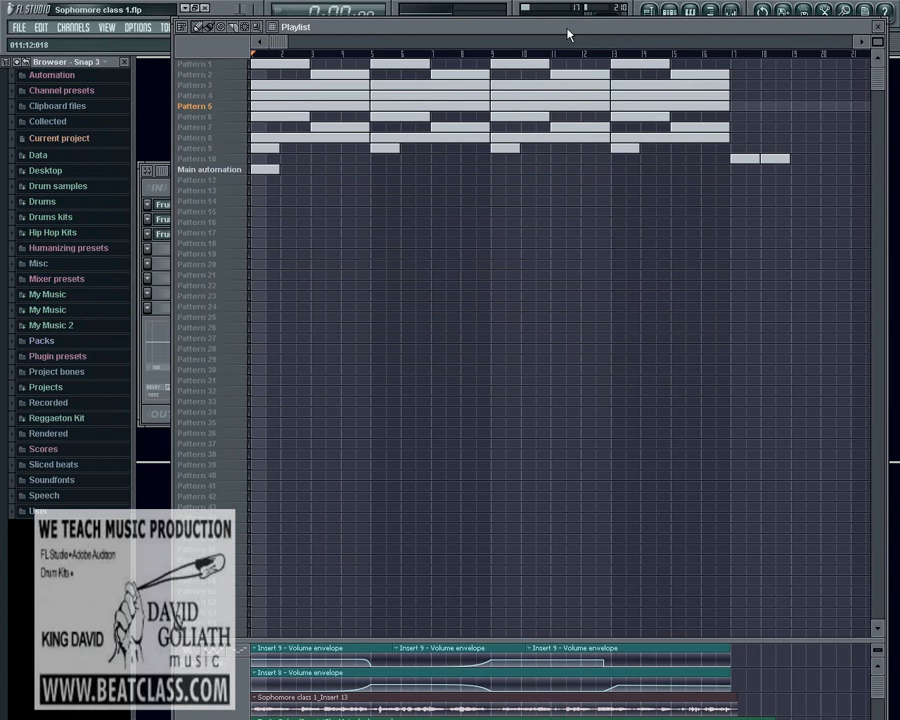 FL STUDIO Sophomore class 1.flp
FILE EDIT CHANNELS VIEW OPTIONS
011:12:018
Playlist
Browser - Snap 3
Automation
Channel presets
Clipboard files
Collected
Current project
Data
Desktop
Drum samples
Drums
Drums kits
Hip Hop Kits
Humanizing presets
Misc
Mixer presets
My Music
My Music
My Music 2
Packs
Plugin presets
Project bones
Projects
Recorded
Reggaeton Kit
Rendered
Scores
Sliced beats
Soundfonts
Speech
Pattern 1
Pattern 2
Pattern 3
Pattern 4
Pattern 5
Pattern 6
Pattern 7
Pattern 8
Pattern 9
Pattern 10
Main automation
Pattern 12
Pattern 13
Pattern 14
Pattern 15
Pattern 16
Pattern 17
Pattern 18
Pattern 19
Pattern 20
Pattern 21
Pattern 22
Pattern 23
Pattern 24
Pattern 25
Pattern 26
Pattern 27
Pattern 28
Pattern 29
Pattern 30
Pattern 31
Pattern 32
Pattern 33
Pattern 34
Pattern 35
Pattern 36
Pattern 37
Pattern 38
Pattern 39
Pattern 40
Pattern 41
Pattern 42
Pattern 43
WE TEACH MUSIC PRODUCTION
FL Studio•Adobe Audition
Drum Kits•
KING DAVID
DAVID
&
GOLIATH
music
WWW.BEATCLASS.COM
Insert 9 - Volume envelope
Insert 9 - Volume envelope
Insert 9 - Volume envelope
Insert 8 - Volume envelope
Sophomore class 1_Insert 13